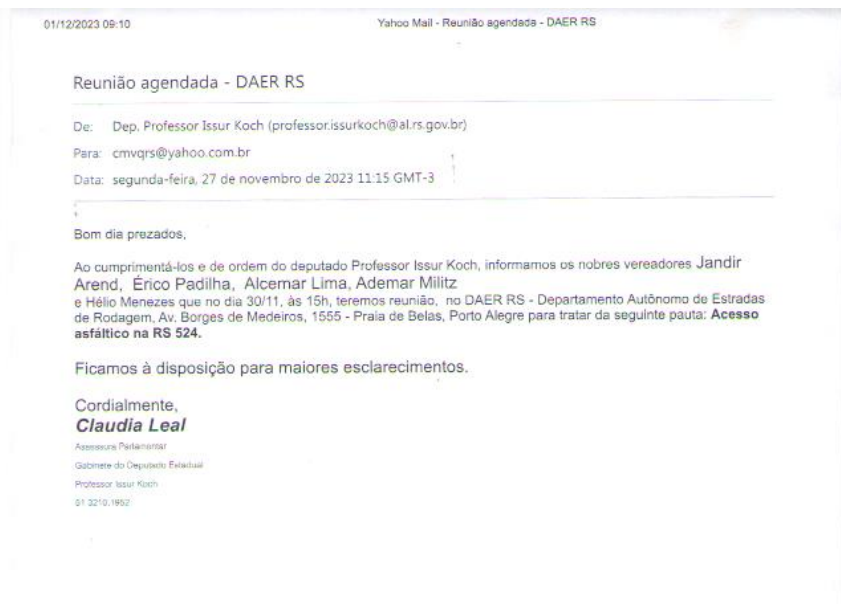 01/12/2023 09:10
Yahoo Mail - Reunião agendada - DAER RS
Reunião agendada - DAER RS
De: Dep. Professor Issur Koch (professor.issurkoch@al.rs.gov.br)
Para: cmvqrs@yahoo.com.br
Data: segunda-feira, 27 de novembro de 2023 11:15 GMT-3
Bom dia prezados,
Ao cumprimentá-los e de ordem do deputado Professor Issur Koch, informamos os nobres vereadores Jandir
Arend, Érico Padilha, Alcemar Lima, Ademar Militz
e Hélio Menezes que no dia 30/11, às 15h, teremos reunião, no DAER RS - Departamento Autônomo de Estradas
de Rodagem, Av. Borges de Medeiros, 1555 - Praia de Belas, Porto Alegre para tratar da seguinte pauta: Acesso
asfáltico na RS 524.
Ficamos à disposição para maiores esclarecimentos.
Cordialmente,
Claudia Leal
Assessora Parlamentar
Gabinete do Deputado Estadual
Professor Issur Koch
51 3210.1952